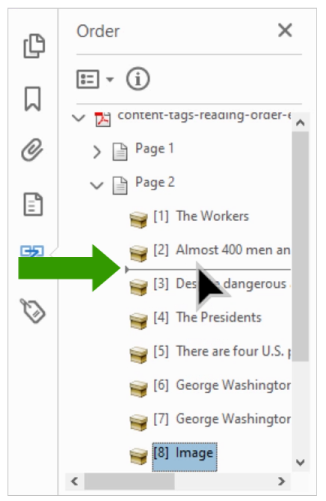 Order
content-tags-reading-order-
Page 1
Page 2
[1] The Workers
[2] Almost 400 men an
[3] Des dangerous
[4] The Presidents
[5] There are four U.S.
[6] George Washington
[7] George Washington
[8] Image